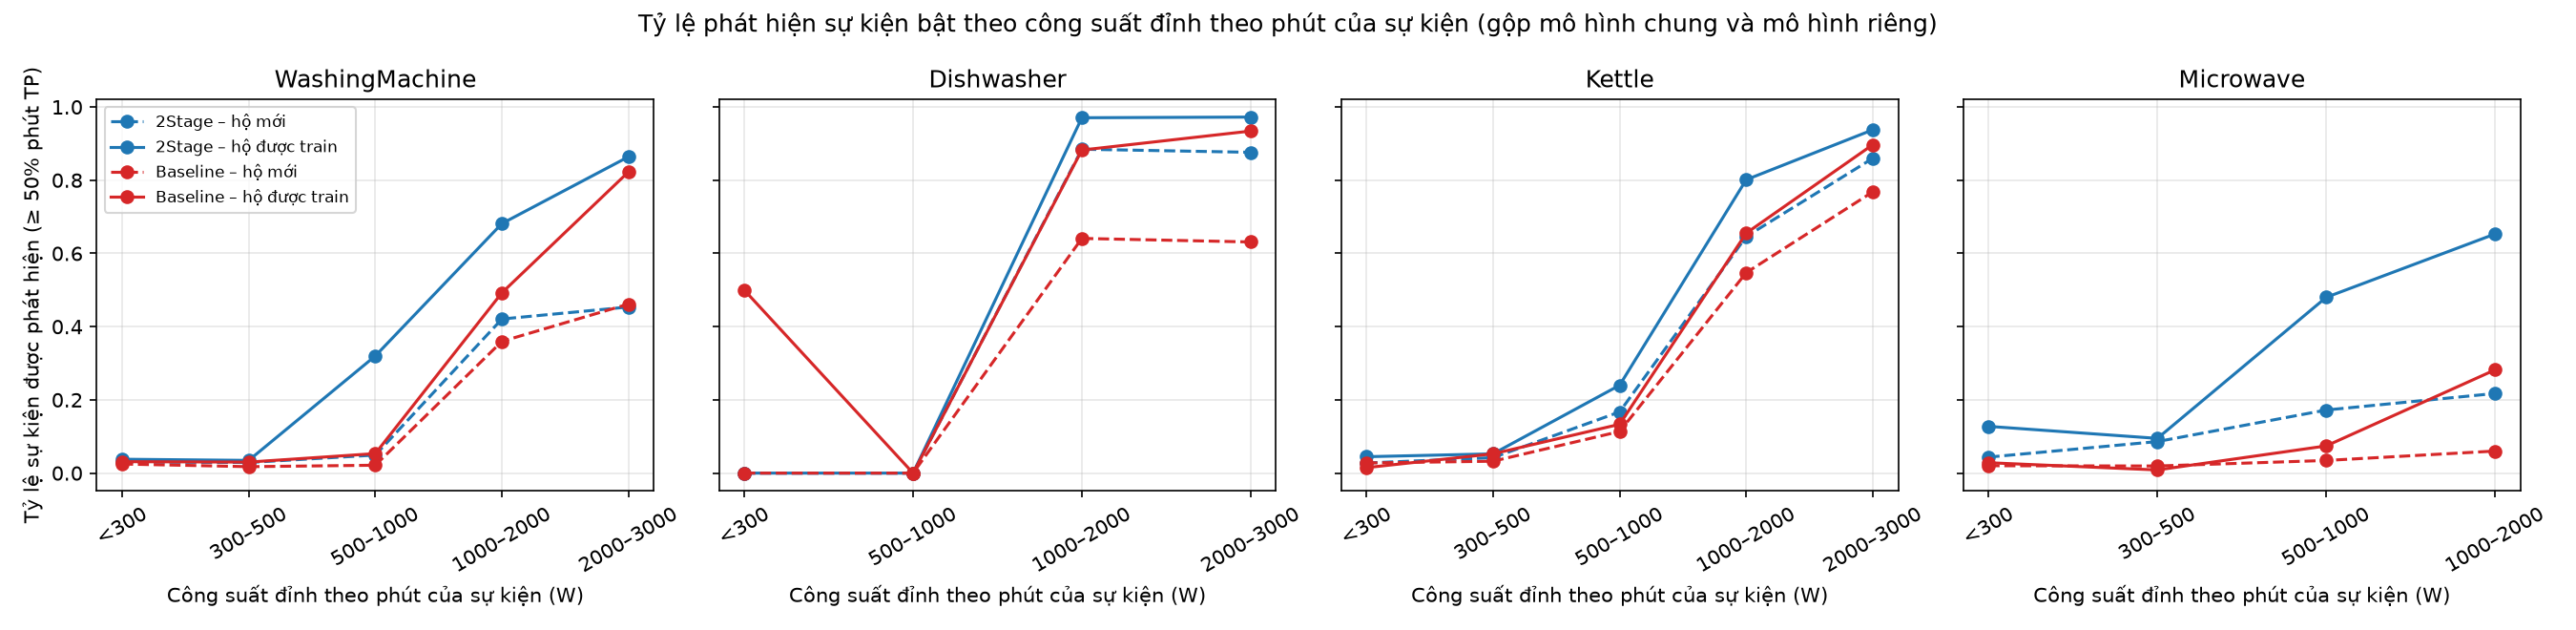 Tỷ lệ phát hiện sự kiện bật theo công suất đỉnh theo phút của sự kiện (gộp mô hình chung và mô hình riêng)
Tỷ lệ sự kiện được phát hiện (≥ 50% phút TP)
WashingMachine
1.0
0.8
0.6
0.4
0.2
0.0
2Stage – hộ mới
2Stage – hộ được train
Baseline – hộ mới
Baseline – hộ được train
<300
300–500
500–1000
1000–2000
2000–3000
Công suất đỉnh theo phút của sự kiện (W)
Dishwasher
<300
500–1000
1000–2000
2000–3000
Công suất đỉnh theo phút của sự kiện (W)
Kettle
<300
300–500
500–1000
1000–2000
2000–3000
Công suất đỉnh theo phút của sự kiện (W)
Microwave
<300
300–500
500–1000
1000–2000
Công suất đỉnh theo phút của sự kiện (W)